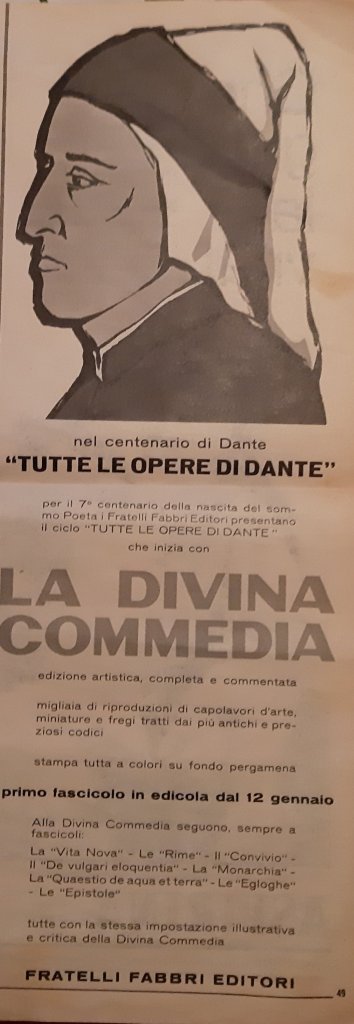 nel centenario di Dante
“TUTTE LE OPERE DI DANTE”
per il 7° centenario della nascita del som-
mo Poeta i Fratelli Fabbri Editori presentano
il ciclo “TUTTE LE OPERE DI DANTE”
che inizia con
LA DIVINA
COMMEDIA
edizione artistica, completa e commentata
migliaia di riproduzioni di capolavori d'arte,
miniature e fregi tratti dai più antichi e pre-
ziosi codici
stampa tutta a colori su fondo pergamena
primo fascicolo in edicola dal 12 gennaio
Alla Divina Commedia seguono, sempre a
fascicoli:
La “Vita Nova” - Le “Rime” - Il “Convivio” -
Il “De vulgari eloquentia” - La “Monarchia” -
La “Quaestio de aqua et terra” - Le “Egloghe”
- Le “Epistole”
tutte con la stessa impostazione illustrativa
e critica della Divina Commedia
FRATELLI FABBRI EDITORI
49